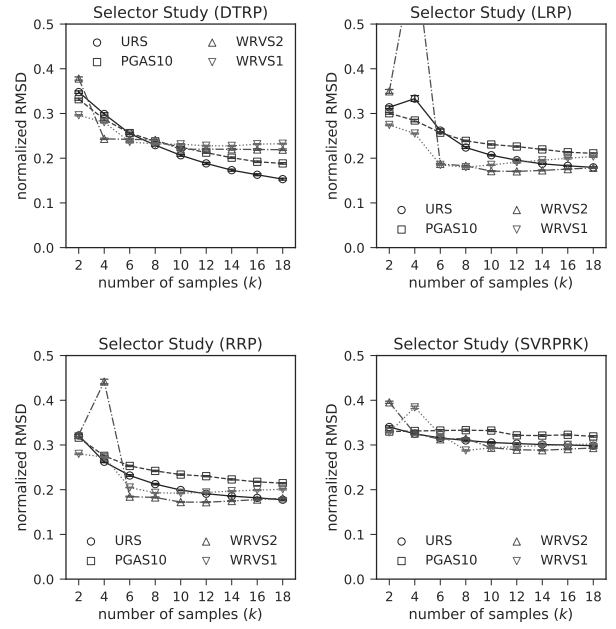 Selector Study (DTRP)
normalized RMSD
0.5
0.4
0.3
0.2
0.1
0.0
URS WRVS2
PGAS10 WRVS1
2 4 6 8 10 12 14 16 18
number of samples (k)
Selector Study (LRP)
normalized RMSD
0.5
0.4
0.3
0.2
0.1
0.0
URS WRVS2
PGAS10 WRVS1
2 4 6 8 10 12 14 16 18
number of samples (k)
Selector Study (RRP)
normalized RMSD
0.5
0.4
0.3
0.2
0.1
0.0
URS WRVS2
PGAS10 WRVS1
2 4 6 8 10 12 14 16 18
number of samples (k)
Selector Study (SVRPRK)
normalized RMSD
0.5
0.4
0.3
0.2
0.1
0.0
URS WRVS2
PGAS10 WRVS1
2 4 6 8 10 12 14 16 18
number of samples (k)